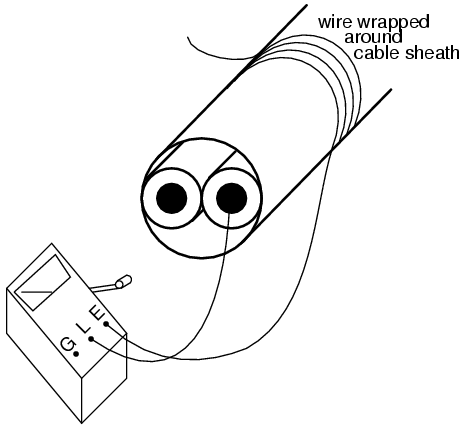 wire wrapped
around
cable sheath
G L E